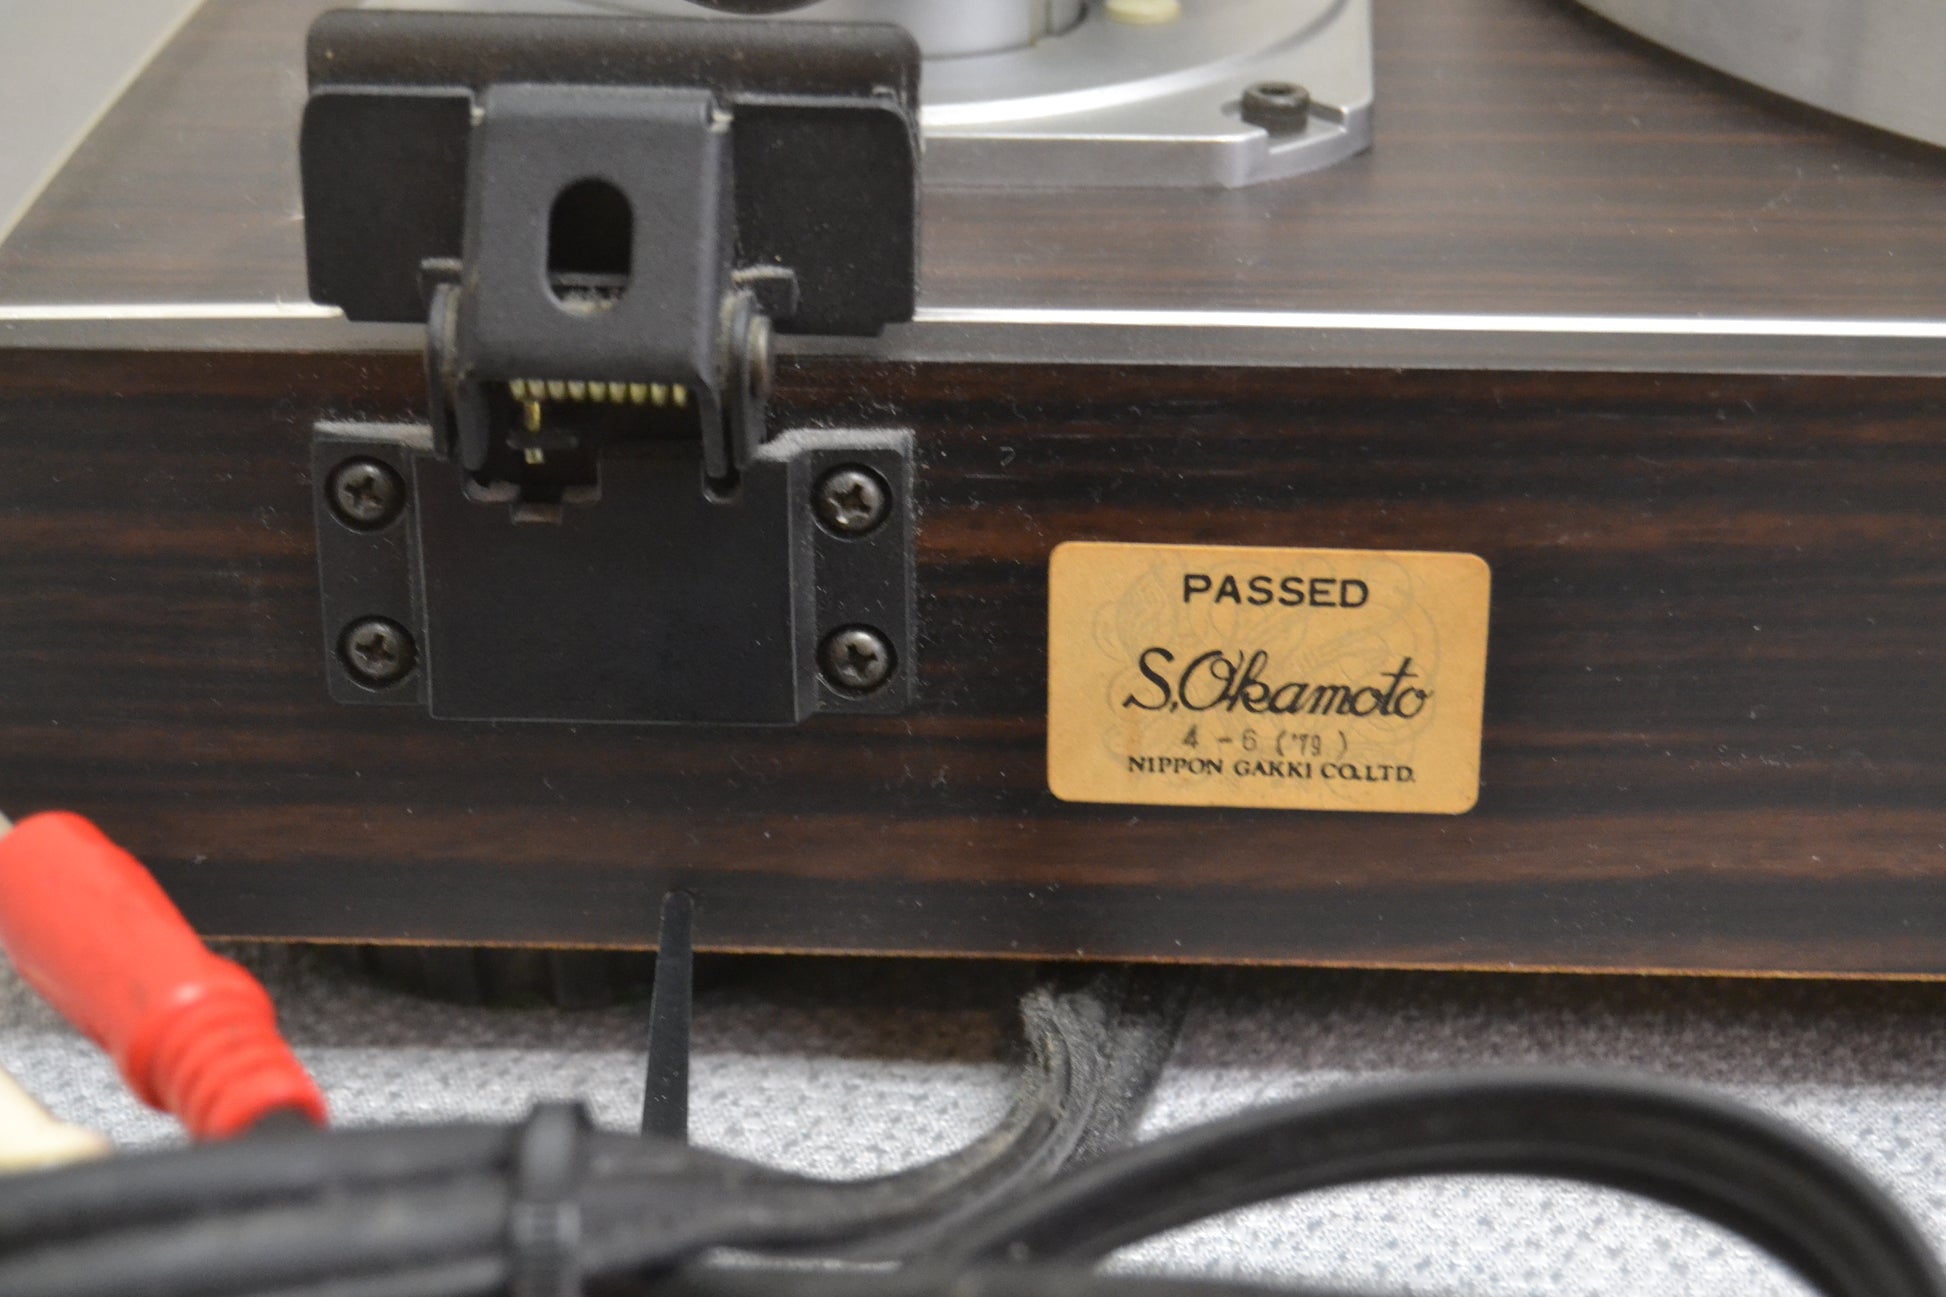 PASSED
S. Okamoto
4-6 ('79)
NIPPON GAKKI CO. LTD.